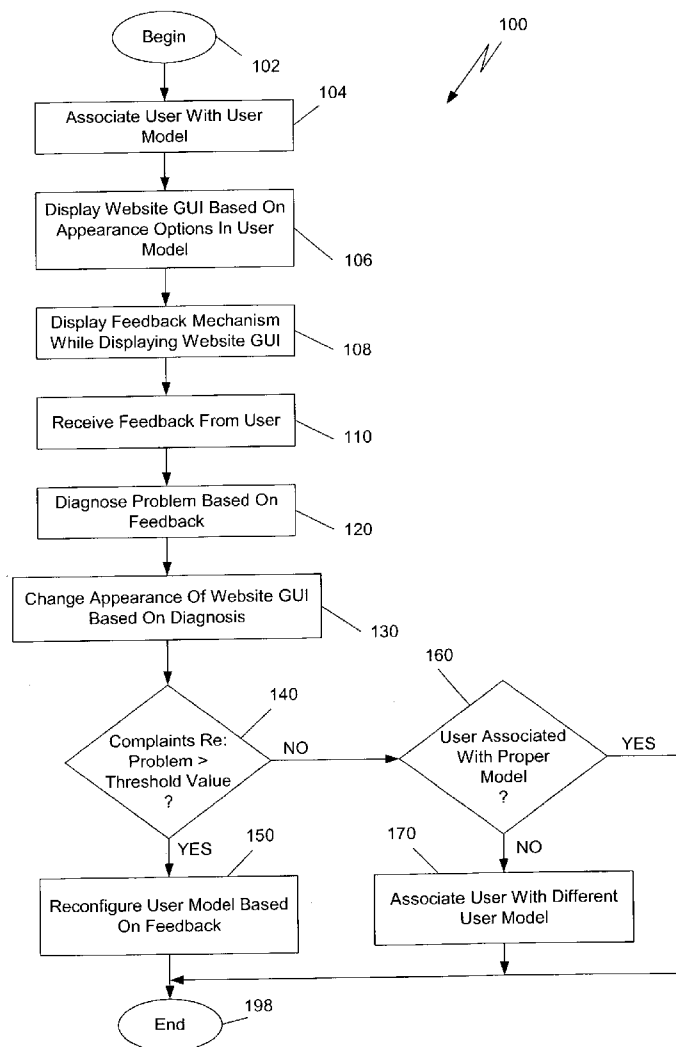 Begin
100
102
104
Associate User With User
Model
Display Website GUI Based On
Appearance Options In User
Model
106
Display Feedback Mechanism
While Displaying Website GUI
108
Receive Feedback From User
110
Diagnose Problem Based On
Feedback
120
Change Appearance Of Website GUI
Based On Diagnosis
130
140
Complaints Re:
Problem >
Threshold Value
?
NO
YES
160
User Associated
With Proper
Model
?
YES
NO
150
Reconfigure User Model Based
On Feedback
170
Associate User With Different
User Model
End
198